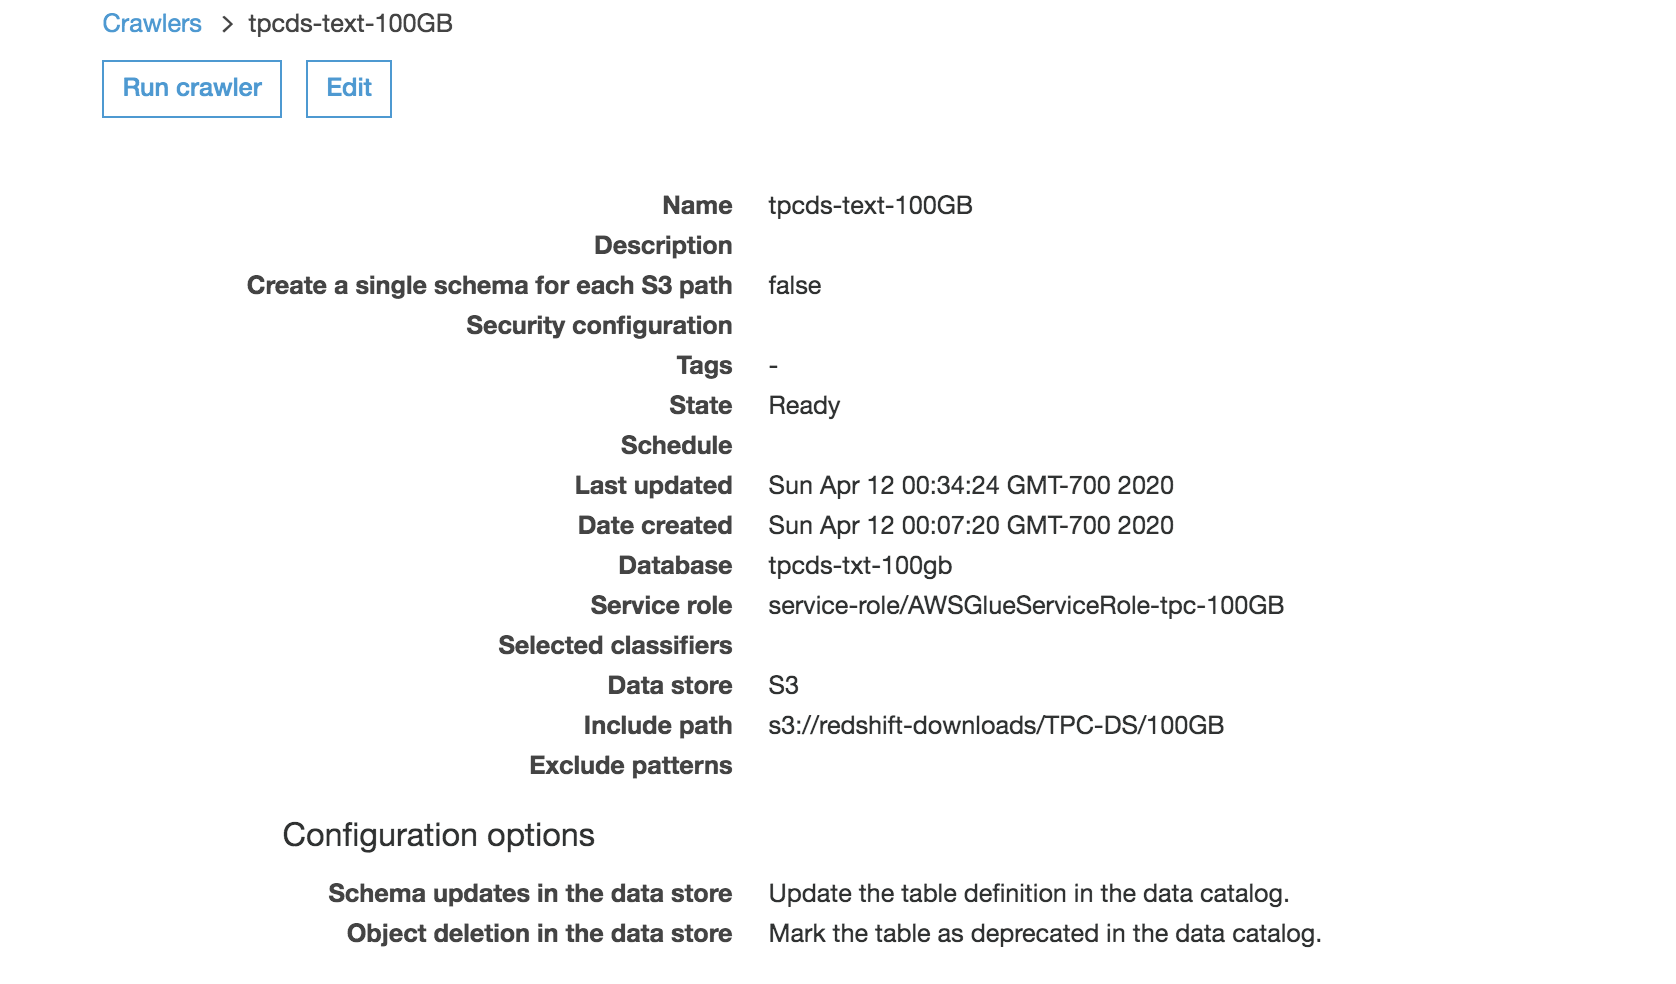 Crawlers > tpcds-text-100GB
Run crawler Edit
Name tpcds-text-100GB
Description
Create a single schema for each S3 path false
Security configuration
Tags -
State Ready
Schedule
Last updated Sun Apr 12 00:34:24 GMT-700 2020
Date created Sun Apr 12 00:07:20 GMT-700 2020
Database tpcds-txt-100gb
Service role service-role/AWSGlueServiceRole-tpc-100GB
Selected classifiers
Data store S3
Include path s3://redshift-downloads/TPC-DS/100GB
Exclude patterns
Configuration options
Schema updates in the data store Update the table definition in the data catalog.
Object deletion in the data store Mark the table as deprecated in the data catalog.